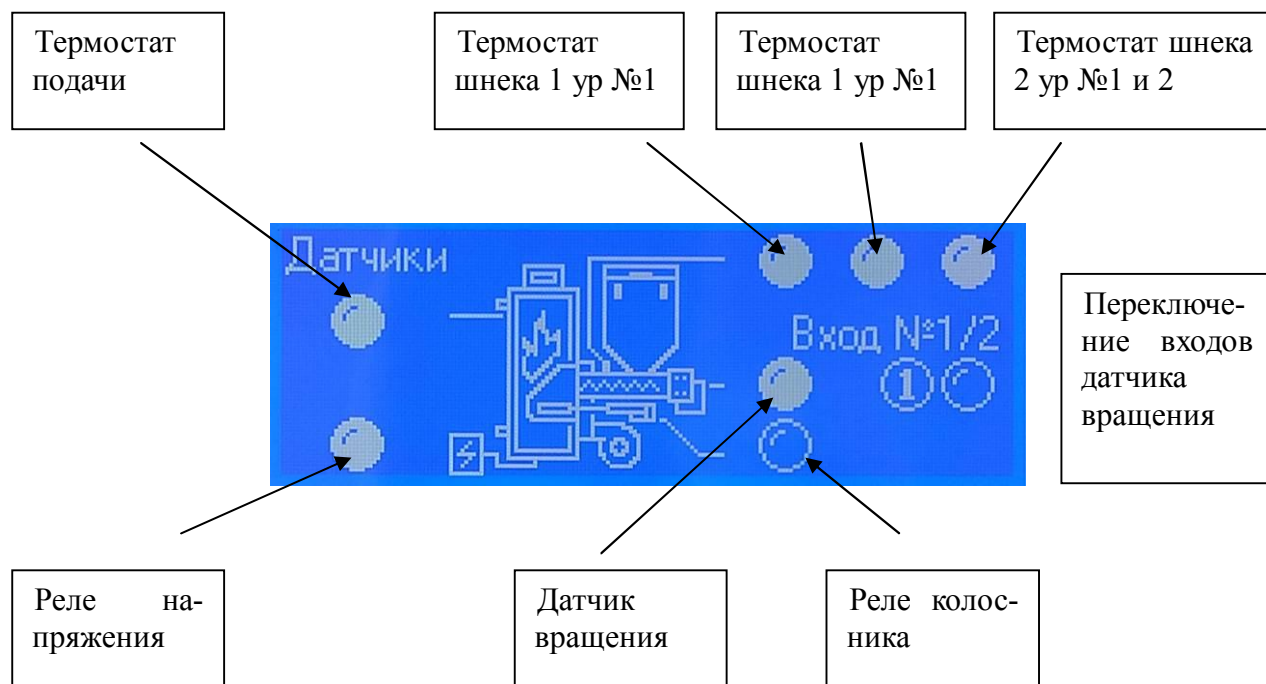 Термостат
подачи
Термостат
шнека 1 ур №1
Термостат
шнека 1 ур №1
Термостат шнека
2 ур №1 и 2
Датчики
Вход №1/2
1
Переключе-
ние входов
датчика
вращения
Реле на-
пряжения
Датчик
вращения
Реле колос-
ника